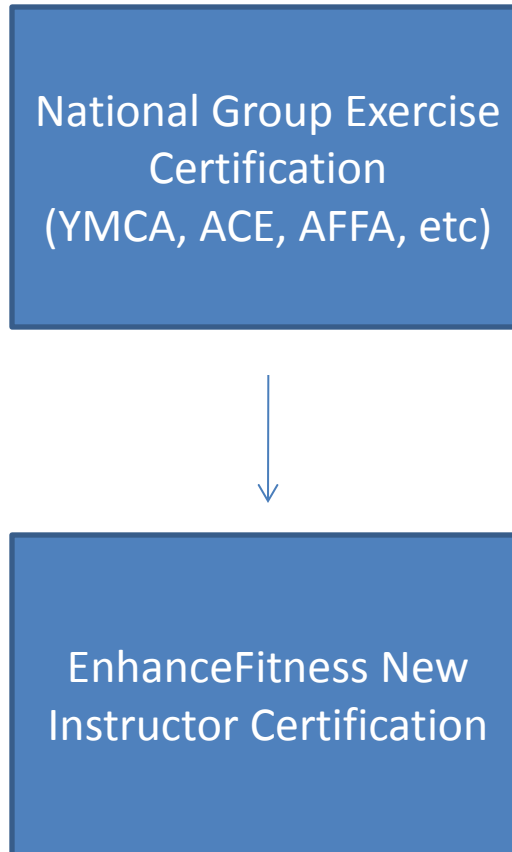 National Group Exercise
Certification
(YMCA, ACE, AFFA, etc)
EnhanceFitness New
Instructor Certification